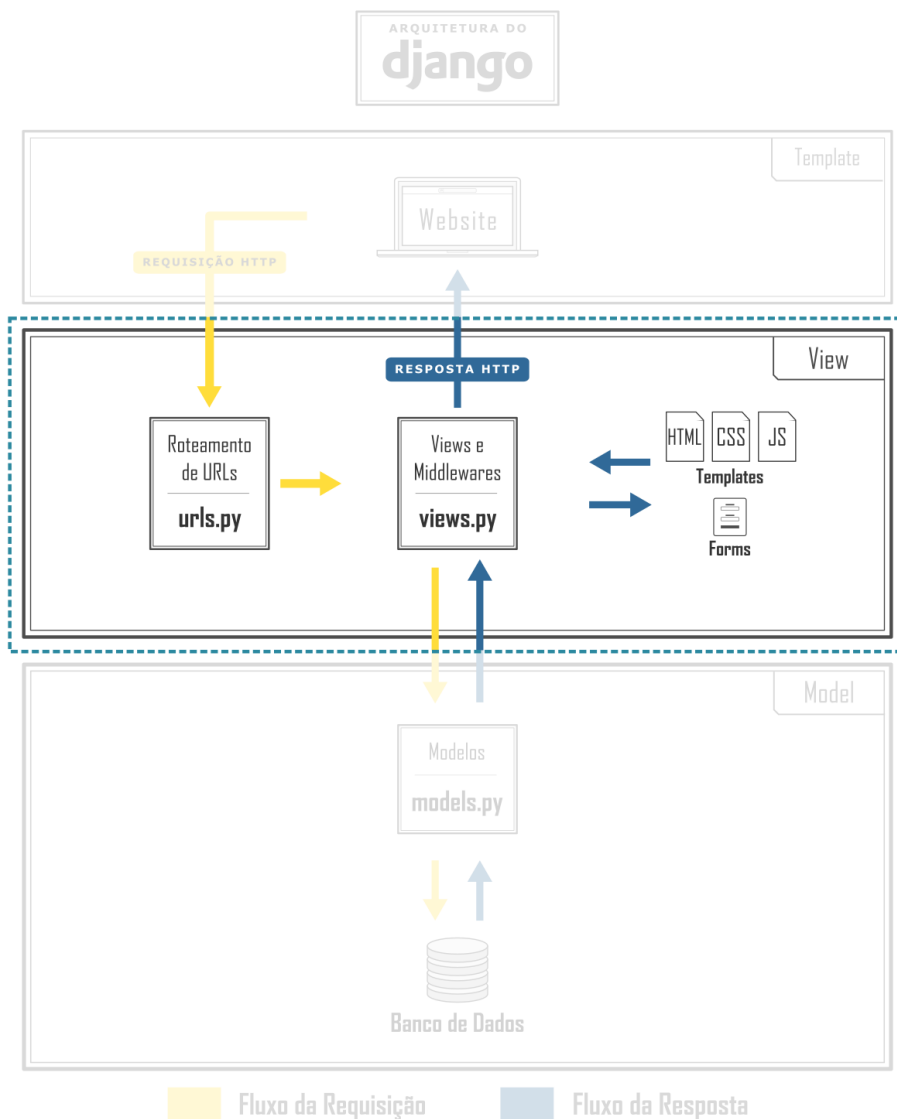 ARQUITETURA DO
django
Template
Website
REQUISIÇÃO HTTP
View
RESPOSTA HTTP
Roteamento
de URLs
urls.py
Views e
Middlewares
views.py
HTML
CSS
JS
Templates
Forms
Model
Modelos
models.py
Banco de Dados
Fluxo da Requisição
Fluxo da Resposta